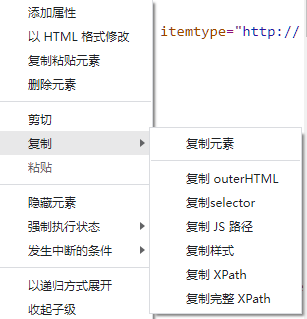 添加属性
itemtype="http://
以 HTML 格式修改
复制粘贴元素
删除元素
剪切
复制
粘贴
隐藏元素
强制执行状态
发生中断的条件
以递归方式展开
收起子级
复制元素
复制 outerHTML
复制selector
复制 JS 路径
复制样式
复制 XPath
复制完整 XPath